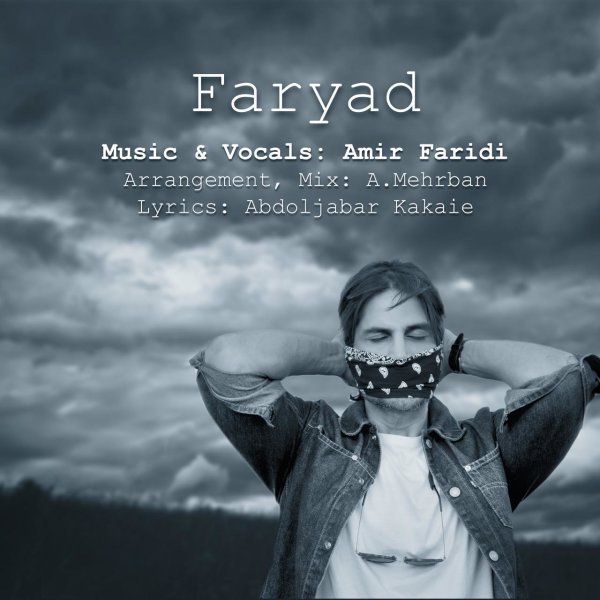 Faryad
Music & Vocals: Amir Faridi
Arrangement, Mix: A.Mehrban
Lyrics: Abdoljabar Kakaie